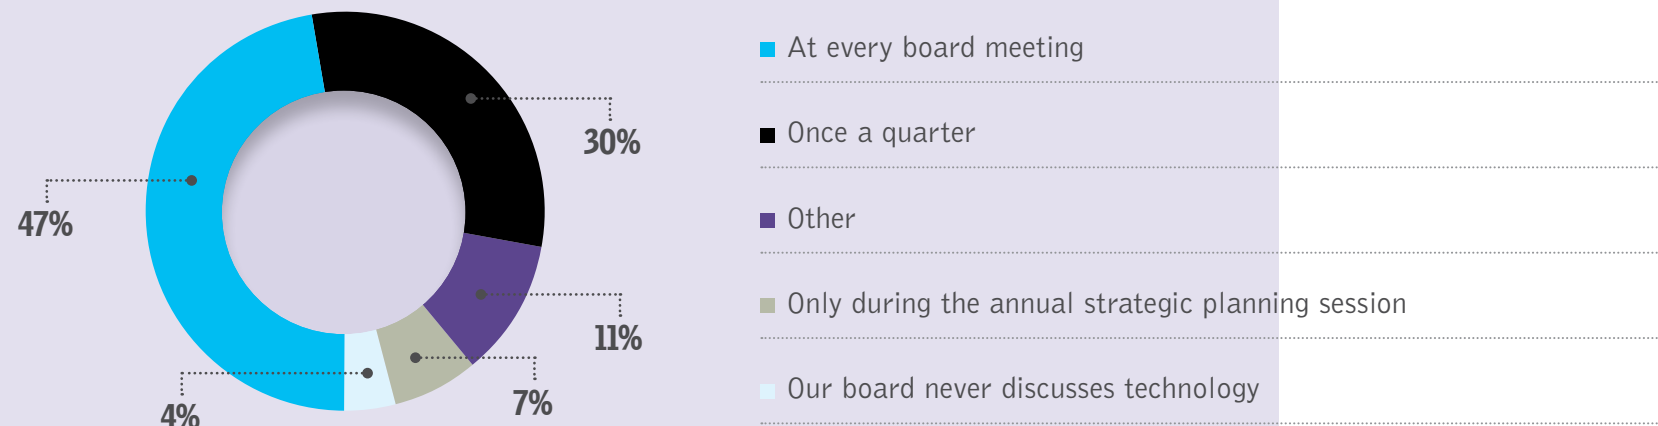 At every board meeting
Once a quarter
30%
Other
47%
Only during the annual strategic planning session
11%
Our board never discusses technology
7%
4%